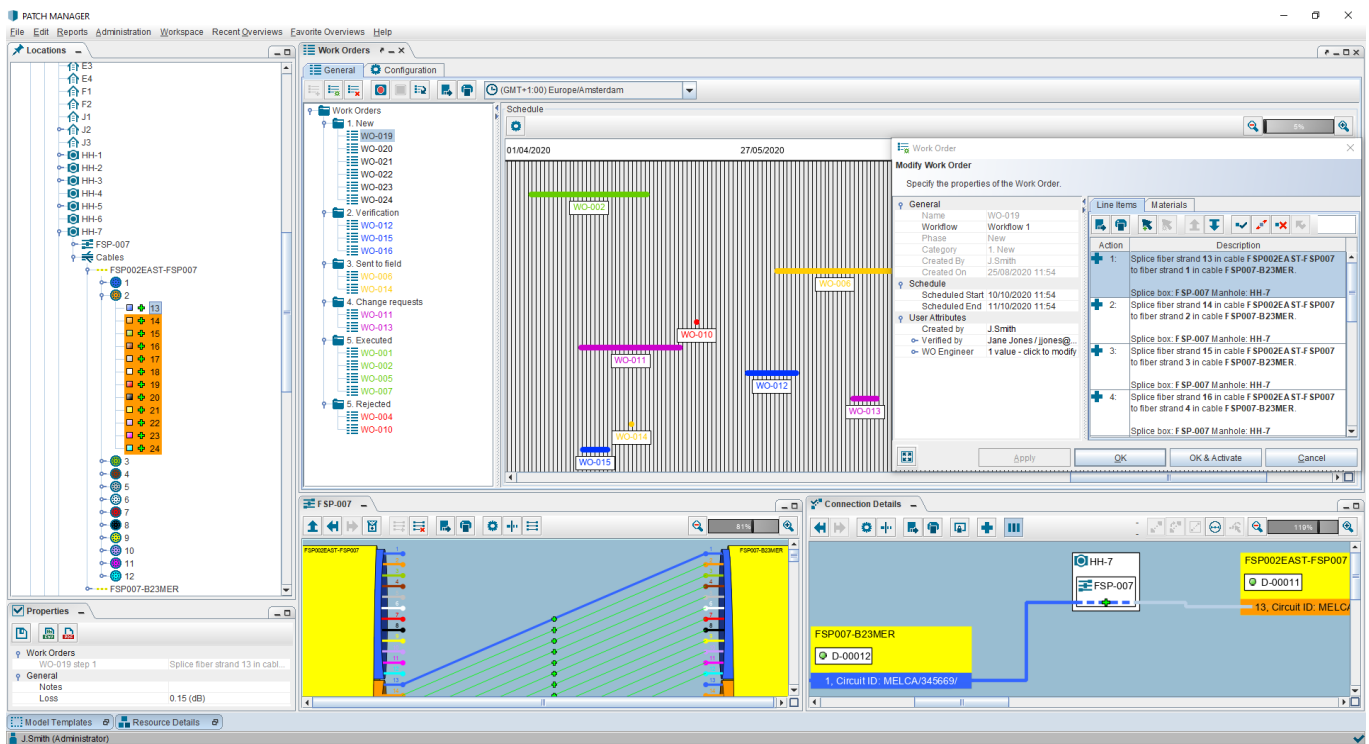 PATCH MANAGER
File Edit Reports Administration Workspace Recent Overviews Favorite Overviews Help
Locations
E3
E4
F1
F2
J1
J2
J3
HH-1
HH-2
HH-3
HH-4
HH-5
HH-6
HH-7
FSP-007
Cables
FSP002EAST-FSP007
1
2
13
14
15
16
17
18
19
20
21
22
23
24
3
4
5
6
7
8
9
10
11
12
FSP007-B23MER
Properties
Work Orders
WO-019 step 1 Splice fiber strand 13 in cabl...
General
Notes
Loss 0.15 (dB)
Model Templates Resource Details
J.Smith (Administrator)
Work Orders
General Configuration
(GMT+1:00) Europe/Amsterdam
Work Orders
1. New
WO-019
WO-020
WO-021
WO-022
WO-023
WO-024
2. Verification
WO-012
WO-015
WO-016
3. Sent to field
WO-006
WO-014
4. Change requests
WO-011
WO-013
5. Executed
WO-001
WO-002
WO-005
WO-007
5. Rejected
WO-004
WO-010
Schedule
5%
01/04/2020 27/05/2020
WO-002
WO-006
WO-010
WO-011
WO-012
WO-013
WO-014
WO-015
Work Order
Modify Work Order
Specify the properties of the Work Order.
General
Name WO-019
Workflow Workflow 1
Phase New
Category 1. New
Created By J.Smith
Created On 25/08/2020 11:54
Schedule
Scheduled Start 10/10/2020 11:54
Scheduled End 11/10/2020 11:54
User Attributes
Created by J.Smith
Verified by Jane Jones / jjones@...
WO Engineer 1 value - click to modify
Line Items Materials
Action Description
1: Splice fiber strand 13 in cable FSP002EAST-FSP007
to fiber strand 1 in cable FSP007-B23MER.
Splice box: FSP-007 Manhole: HH-7
2: Splice fiber strand 14 in cable FSP002EAST-FSP007
to fiber strand 2 in cable FSP007-B23MER.
Splice box: FSP-007 Manhole: HH-7
3: Splice fiber strand 15 in cable FSP002EAST-FSP007
to fiber strand 3 in cable FSP007-B23MER.
Splice box: FSP-007 Manhole: HH-7
4: Splice fiber strand 16 in cable FSP002EAST-FSP007
to fiber strand 4 in cable FSP007-B23MER.
Splice box: FSP-007 Manhole: HH-7
Apply OK OK & Activate Cancel
FSP-007
81%
FSP002EAST-FSP007 FSP007-B23MER
Connection Details
119%
HH-7
FSP-007
FSP002EAST-FSP007
D-00011
13, Circuit ID: MELCA/
FSP007-B23MER
D-00012
1, Circuit ID: MELCA/345669/